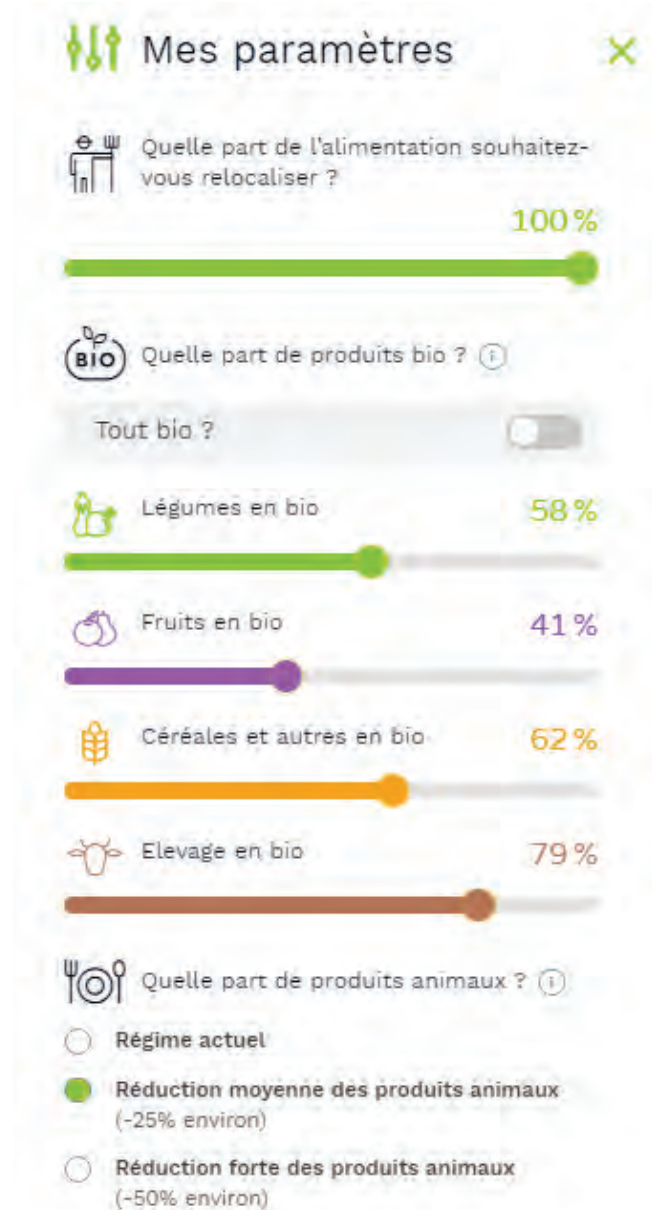 Mes paramètres
Quelle part de l'alimentation souhaitez-
vous relocaliser ?
100 %
BIO
Quelle part de produits bio ? i
Tout bio ?
Légumes en bio 58 %
Fruits en bio 41 %
Céréales et autres en bio 62 %
Elevage en bio 79 %
Quelle part de produits animaux ? i
Régime actuel
Réduction moyenne des produits animaux
(-25% environ)
Réduction forte des produits animaux
(-50% environ)